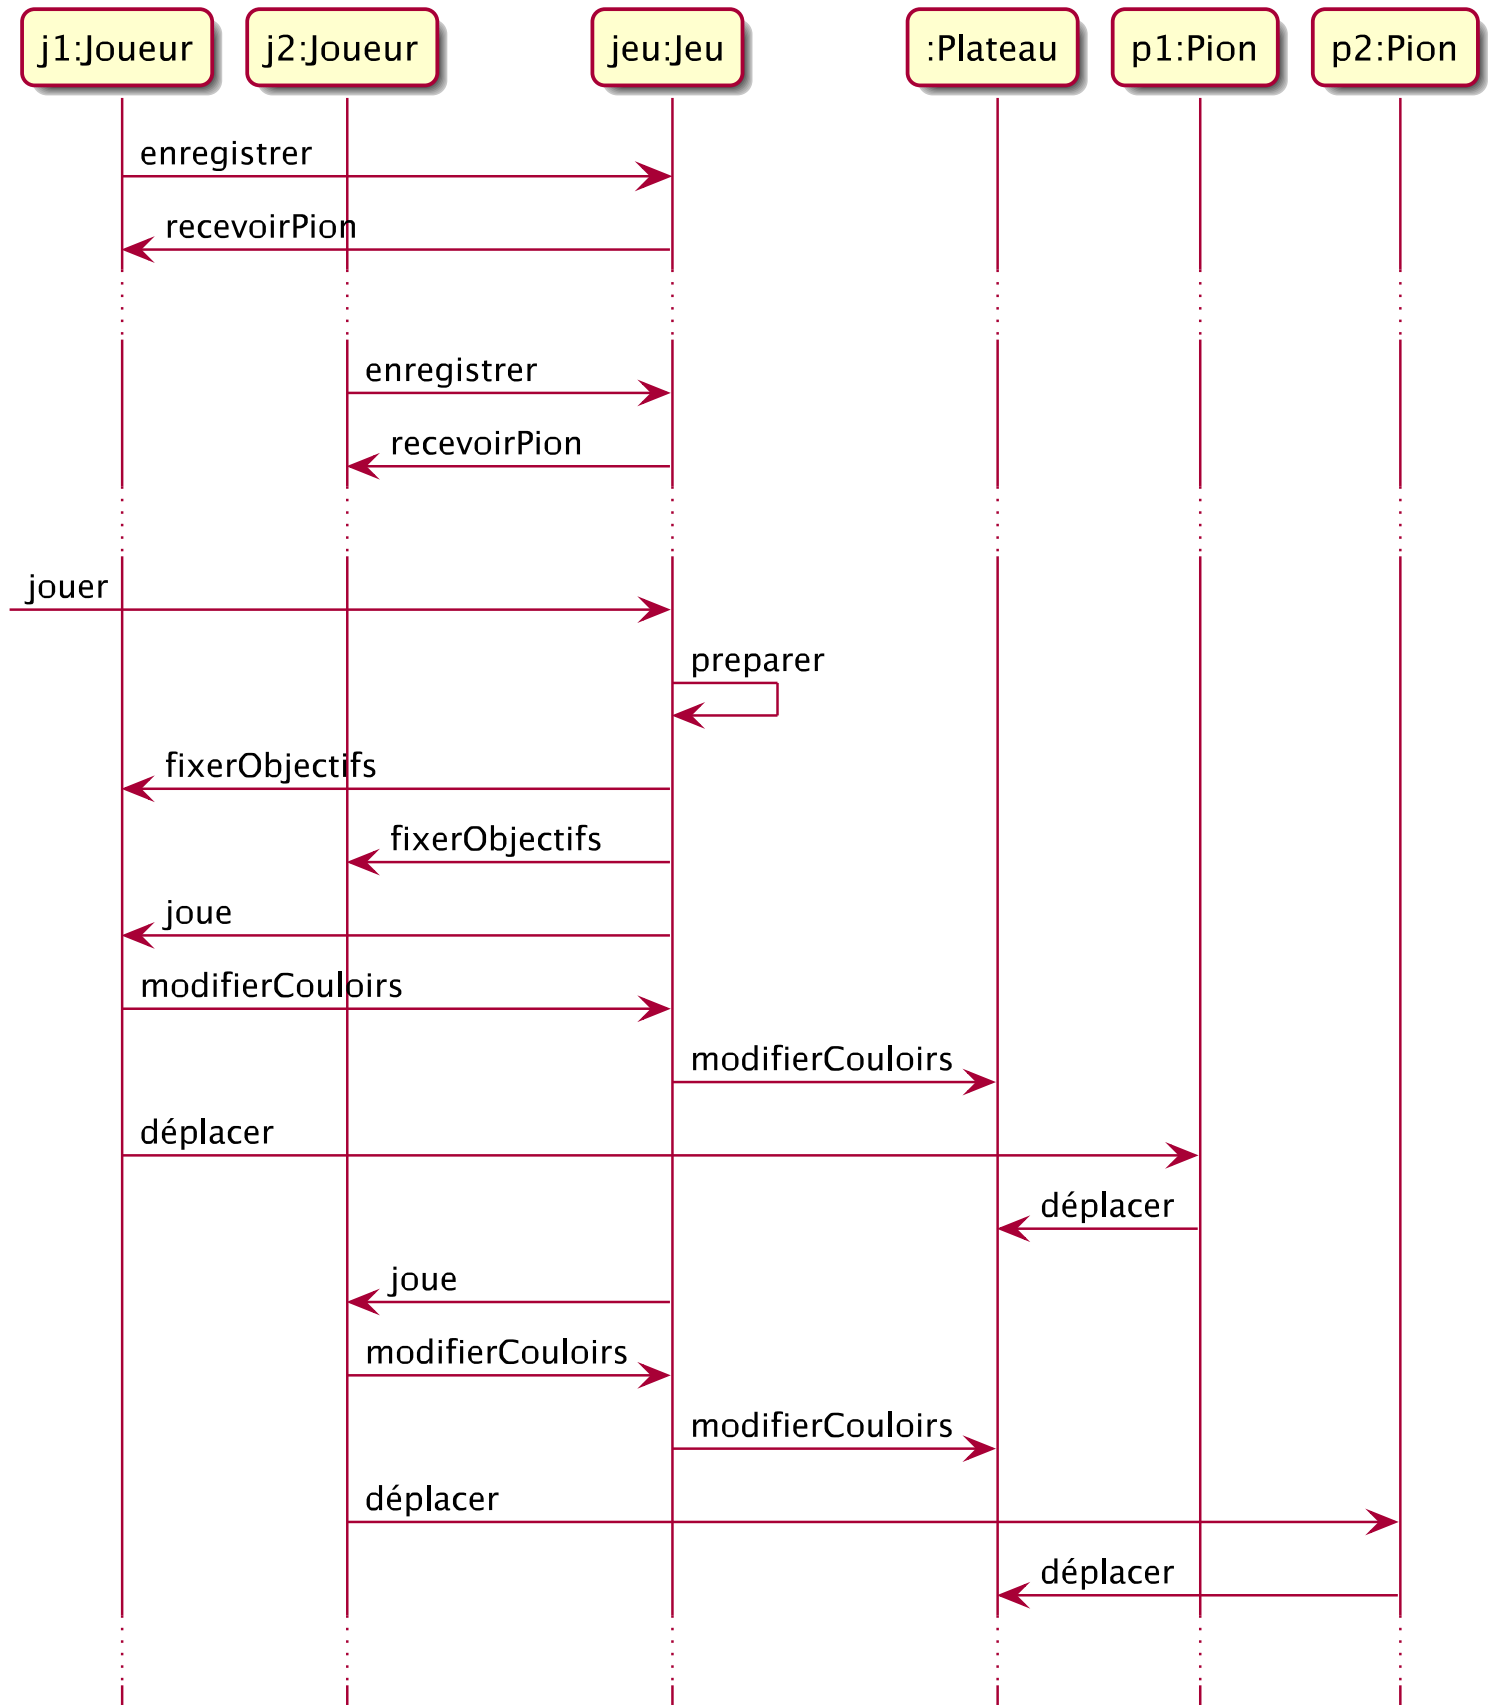 j1:Joueur
j2:Joueur
jeu:Jeu
:Plateau
p1:Pion
p2:Pion
enregistrer
recevoirPion
enregistrer
recevoirPion
jouer
preparer
fixerObjectifs
fixerObjectifs
joue
modifierCouloirs
modifierCouloirs
déplacer
déplacer
joue
modifierCouloirs
modifierCouloirs
déplacer
déplacer